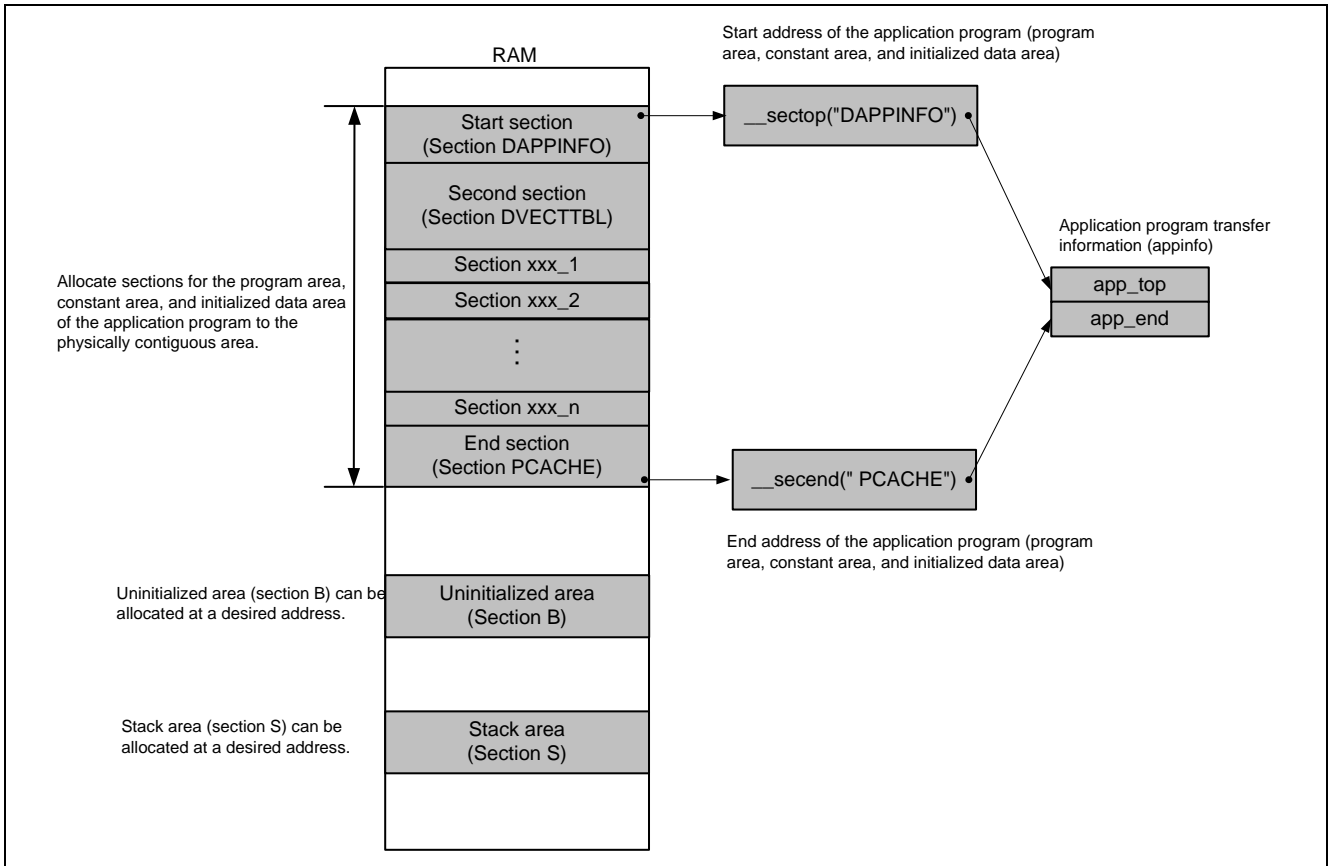 Start address of the application program (program
area, constant area, and initialized data area)
RAM
Start section
(Section DAPPINFO)
__sectop("DAPPINFO")
Second section
(Section DVECTTBL)
Application program transfer
information (appinfo)
Section xxx_1
Allocate sections for the program area,
constant area, and initialized data area
of the application program to the
physically contiguous area.
app_top
Section xxx_2
app_end
⋮
Section xxx_n
End section
(Section PCACHE)
__secend(" PCACHE")
End address of the application program (program
area, constant area, and initialized data area)
Uninitialized area (section B) can be
allocated at a desired address.
Uninitialized area
(Section B)
Stack area (section S) can be
allocated at a desired address.
Stack area
(Section S)